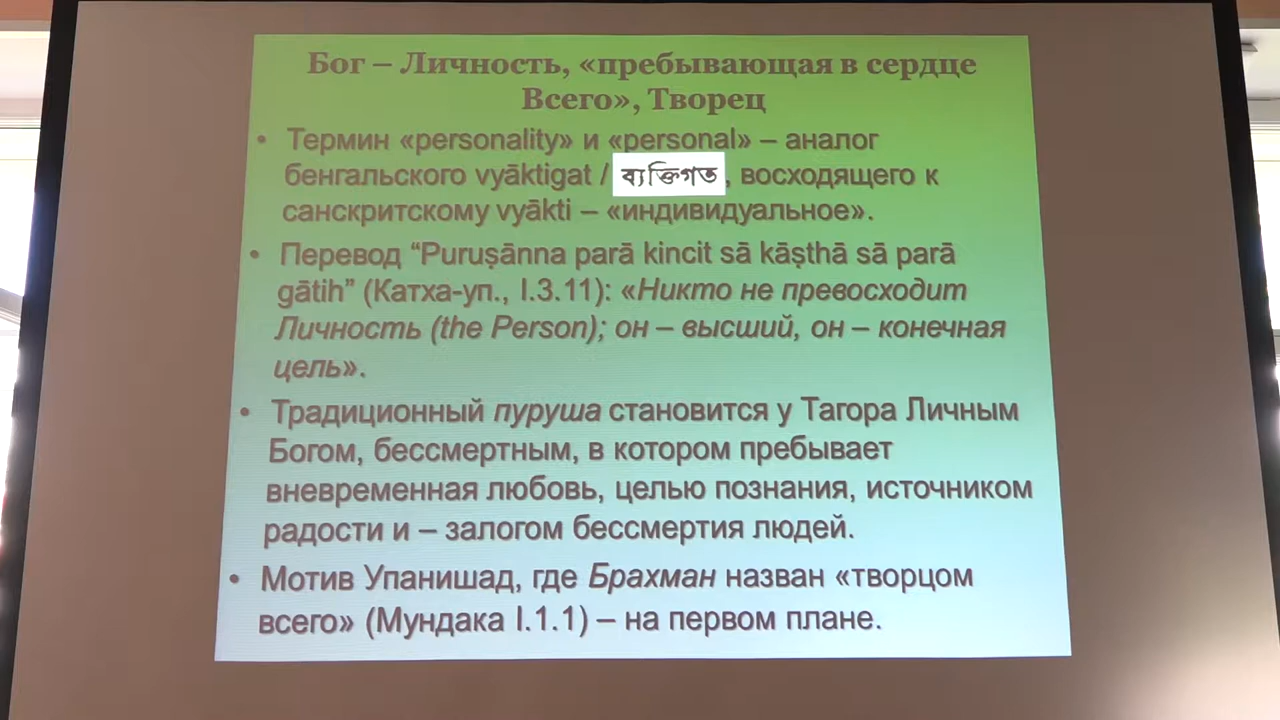 Бог – Личность, «пребывающая в сердце
Всего», Творец
• Термин «personality» и «personal» – аналог
бенгальского vyāktigat / ব্যক্তিগত, восходящего к
санскритскому vyākti – «индивидуальное».
• Перевод “Puruṣānna parā kincit sā kāṣthā sā parā
gātih” (Катха-уп., I.3.11): «Никто не превосходит
Личность (the Person); он – высший, он – конечная
цель».
• Традиционный пуруша становится у Тагора Личным
Богом, бессмертным, в котором пребывает
вневременная любовь, целью познания, источником
радости и – залогом бессмертия людей.
• Мотив Упанишад, где Брахман назван «творцом
всего» (Мундака I.1.1) – на первом плане.